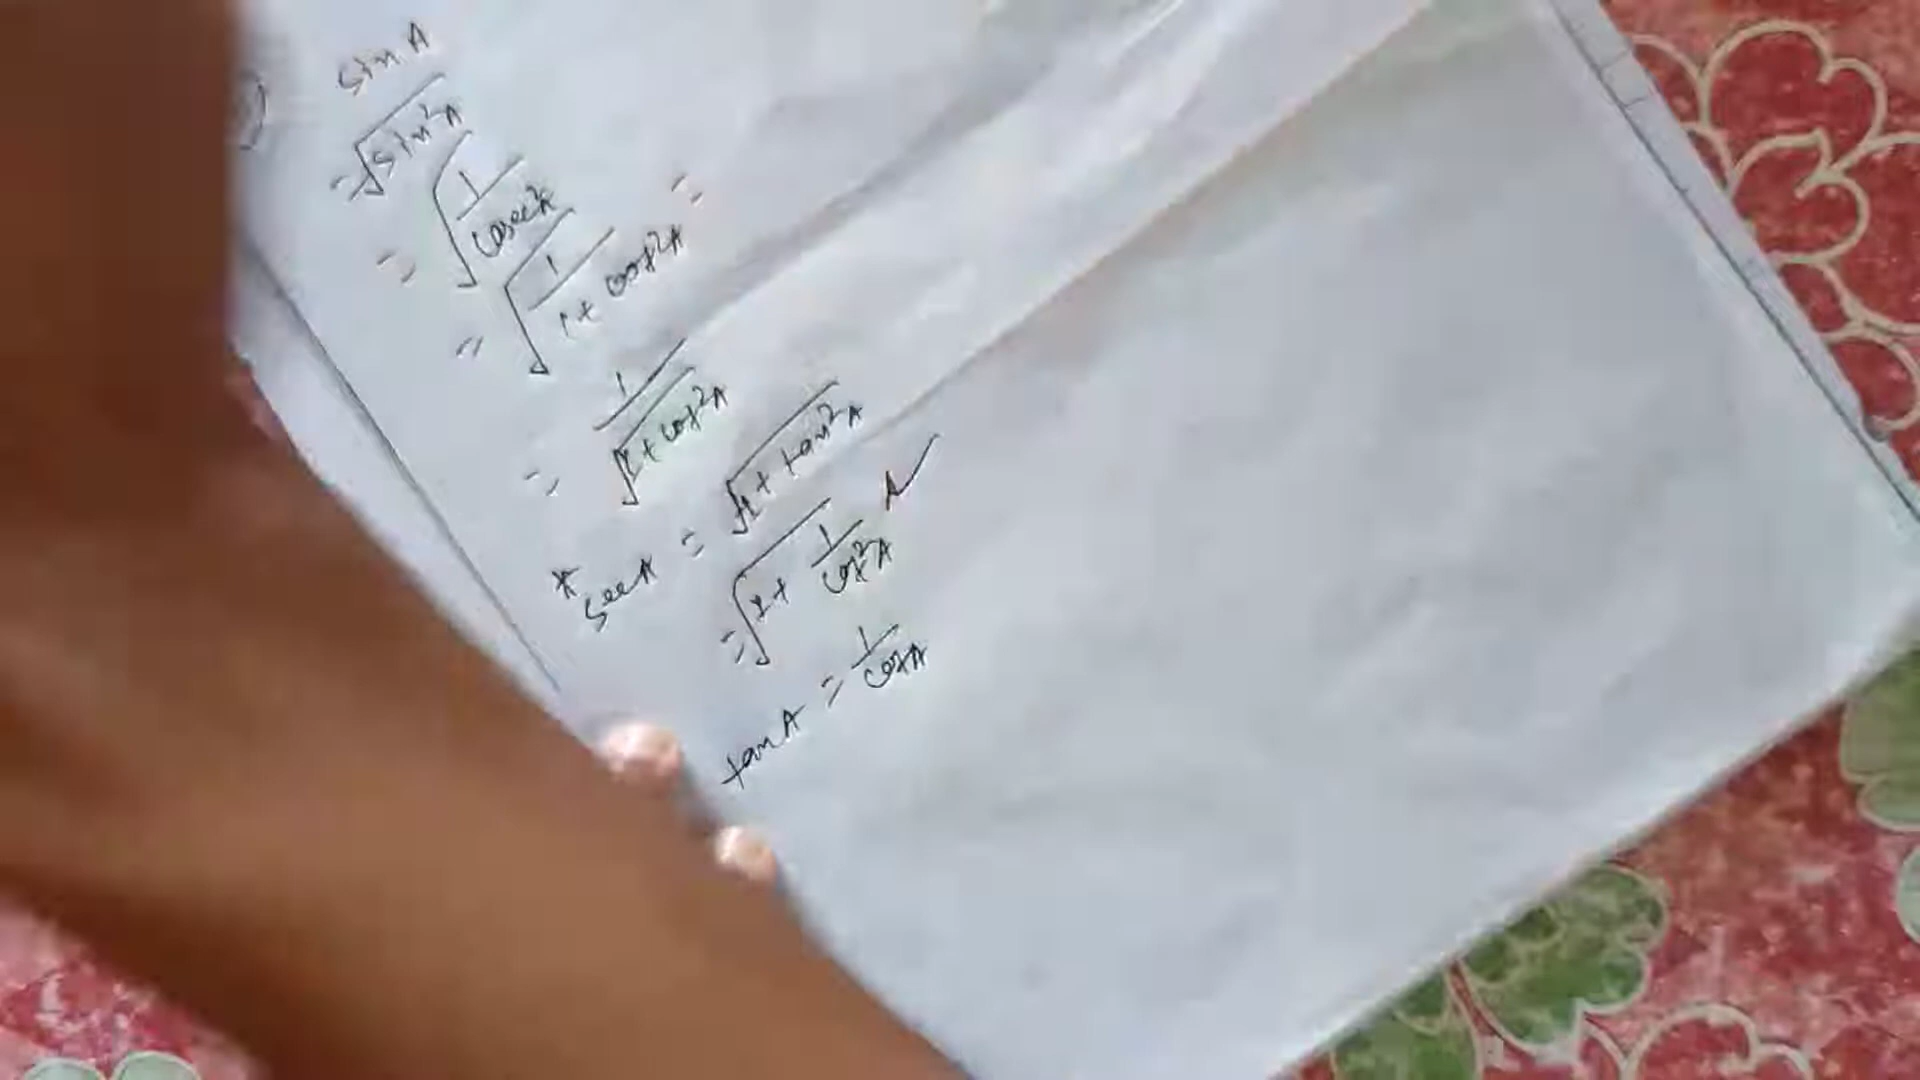 sin A
= √sin²A
= √(1/cosec²A)
= √(1/(1 + cot²A)) =
= 1/√(1 + cot²A)
* sec A = √(1 + tan²A)
= √(1 + 1/cot²A)
tan A = 1/cot A